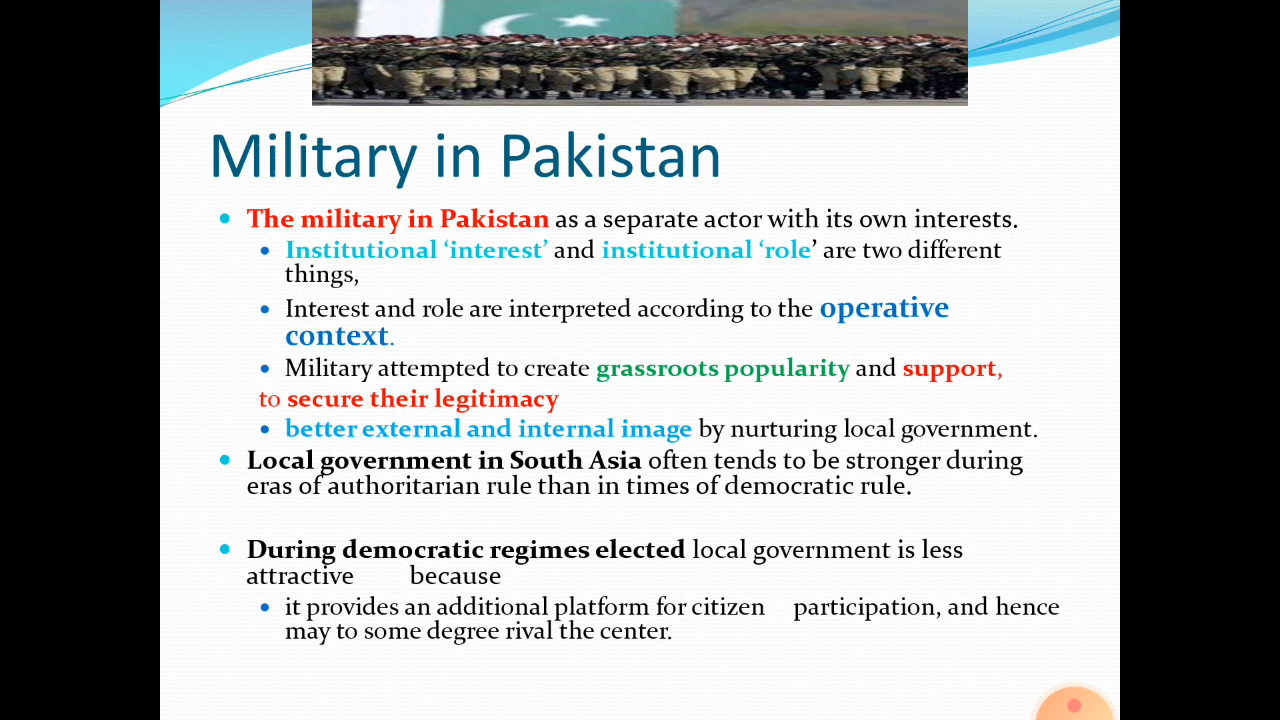 Military in Pakistan
The military in Pakistan as a separate actor with its own interests.
Institutional ‘interest’ and institutional ‘role’ are two different
things,
Interest and role are interpreted according to the operative
context.
Military attempted to create grassroots popularity and support,
to secure their legitimacy
better external and internal image by nurturing local government.
Local government in South Asia often tends to be stronger during
eras of authoritarian rule than in times of democratic rule.
During democratic regimes elected local government is less
attractive because
it provides an additional platform for citizen participation, and hence
may to some degree rival the center.